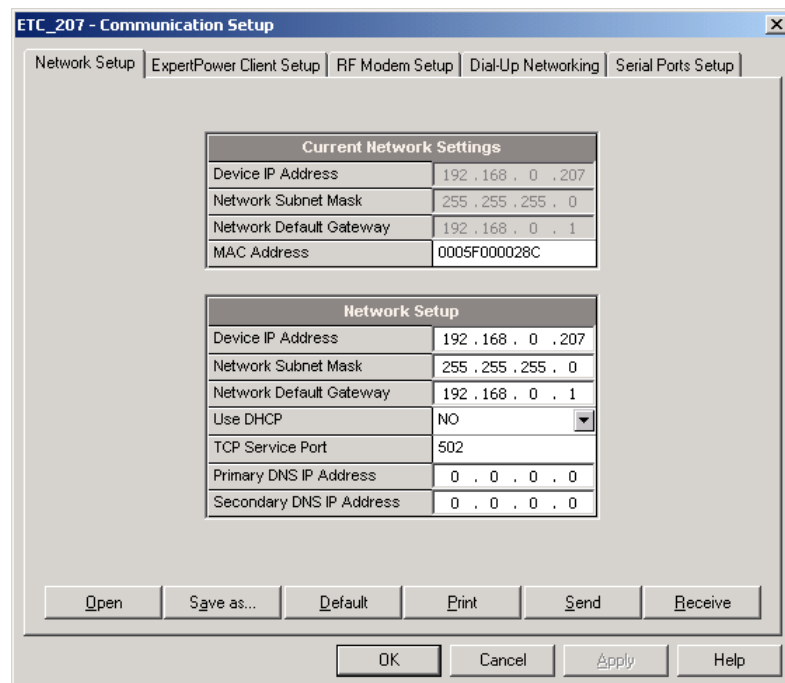 ETC_207 - Communication Setup
Network Setup ExpertPower Client Setup RF Modem Setup Dial-Up Networking Serial Ports Setup
Current Network Settings
Device IP Address 192 . 168 . 0 . 207
Network Subnet Mask 255 . 255 . 255 . 0
Network Default Gateway 192 . 168 . 0 . 1
MAC Address 0005F000028C
Network Setup
Device IP Address 192 . 168 . 0 . 207
Network Subnet Mask 255 . 255 . 255 . 0
Network Default Gateway 192 . 168 . 0 . 1
Use DHCP NO
TCP Service Port 502
Primary DNS IP Address 0 . 0 . 0 . 0
Secondary DNS IP Address 0 . 0 . 0 . 0
Open Save as... Default Print Send Receive
OK Cancel Apply Help